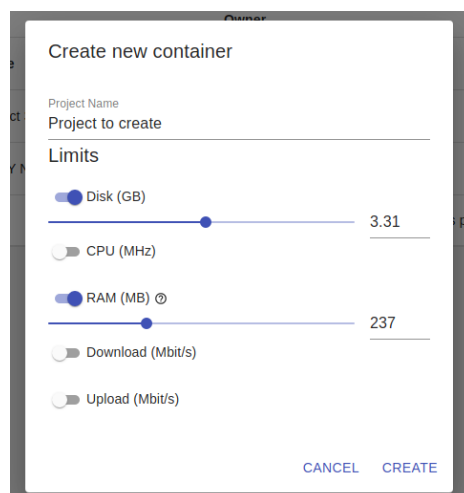 Owner
Create new container
Project Name
Project to create
Limits
Disk (GB)
3.31
CPU (MHz)
RAM (MB)
237
Download (Mbit/s)
Upload (Mbit/s)
CANCEL CREATE